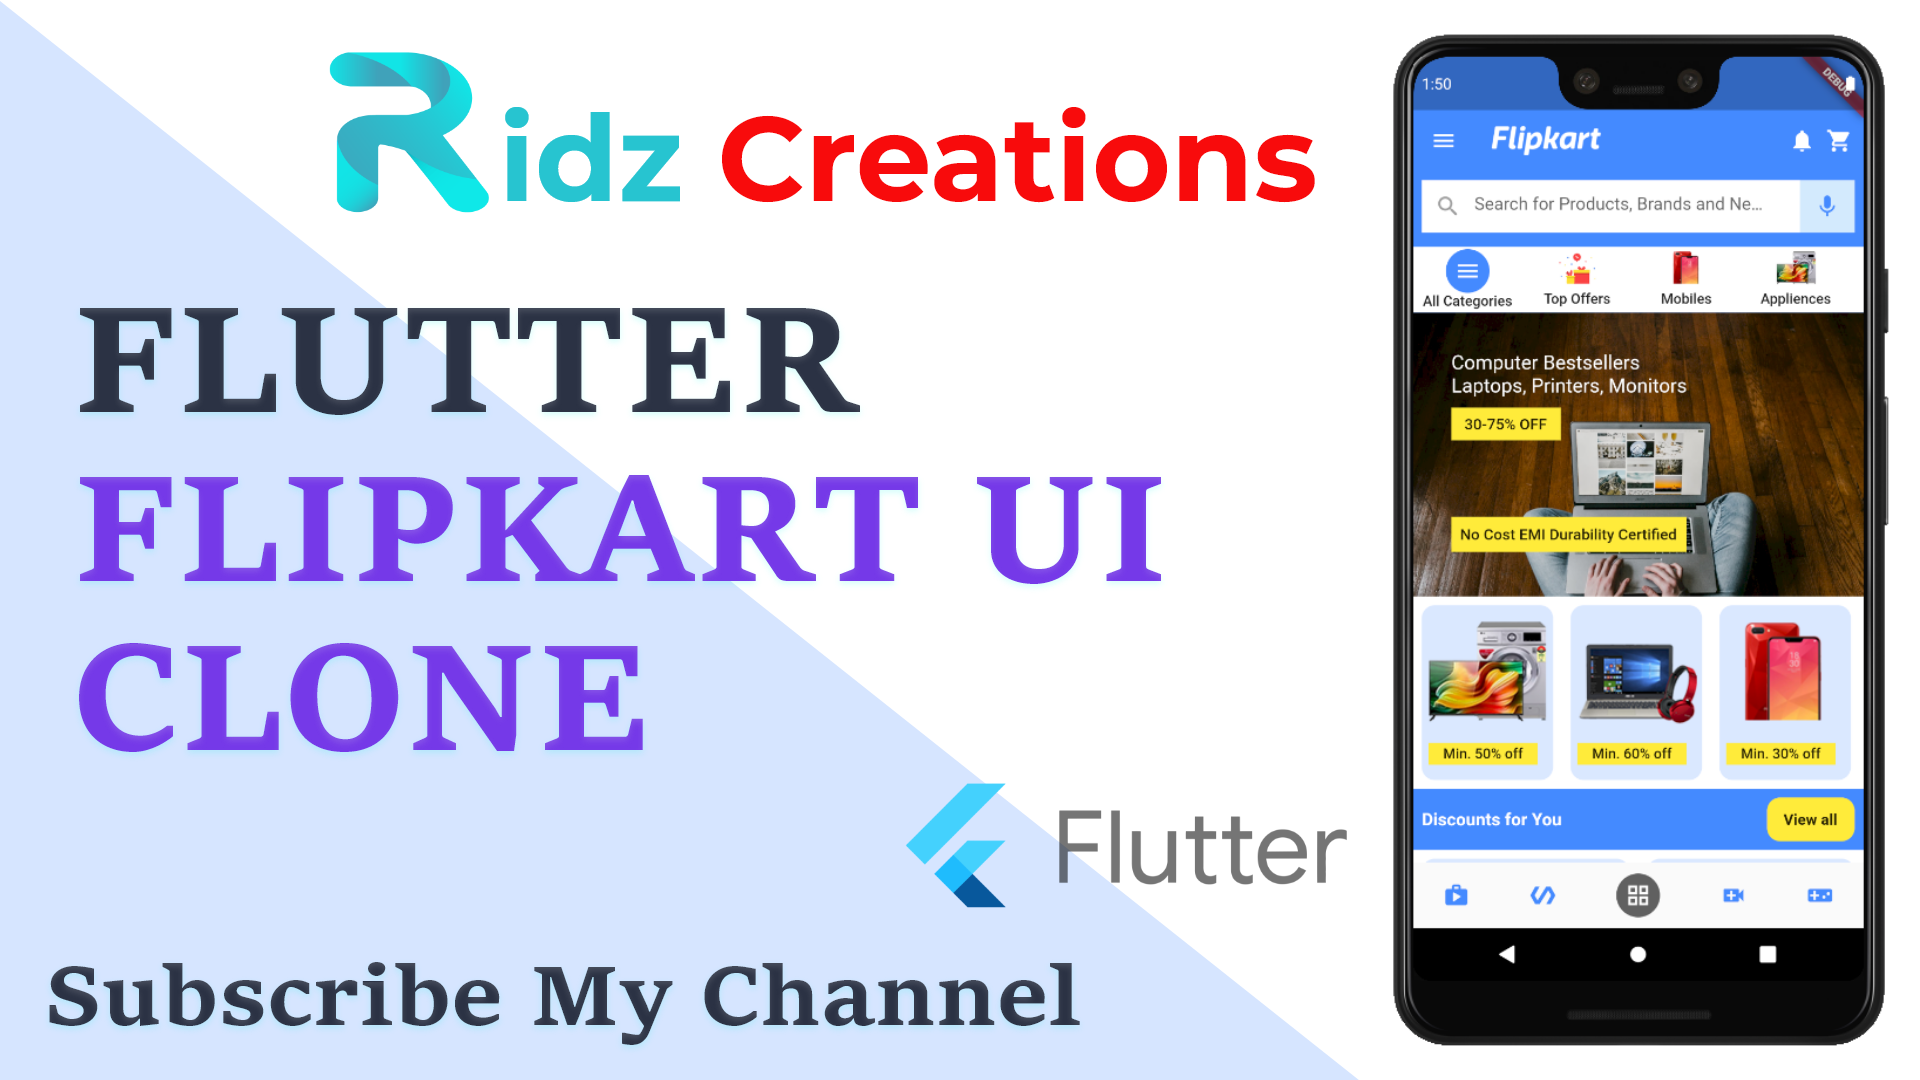 Ridz Creations
FLUTTER
FLIPKART UI
CLONE
Flutter
Subscribe My Channel
1:50
DEBUG
Flipkart
Search for Products, Brands and Ne...
All Categories
Top Offers
Mobiles
Appliences
Computer Bestsellers
Laptops, Printers, Monitors
30-75% OFF
No Cost EMI Durability Certified
Min. 50% off
Min. 60% off
Min. 30% off
Discounts for You
View all